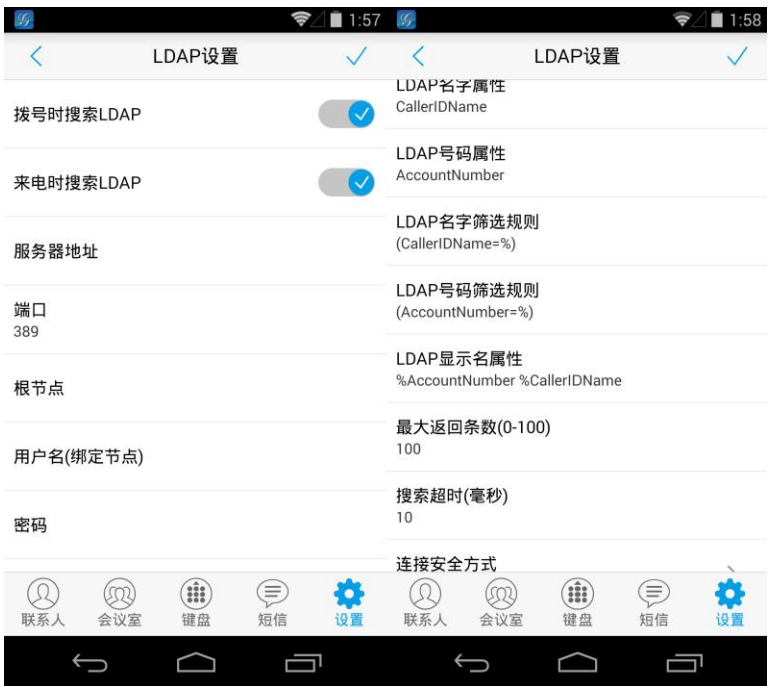 1:57
LDAP设置
拨号时搜索LDAP
来电时搜索LDAP
服务器地址
端口
389
根节点
用户名(绑定节点)
密码
联系人
会议室
键盘
短信
设置
1:58
LDAP设置
LDAP名字属性
CallerIDName
LDAP号码属性
AccountNumber
LDAP名字筛选规则
(CallerIDName=%)
LDAP号码筛选规则
(AccountNumber=%)
LDAP显示名属性
%AccountNumber %CallerIDName
最大返回条数(0-100)
100
搜索超时(毫秒)
10
连接安全方式
联系人
会议室
键盘
短信
设置